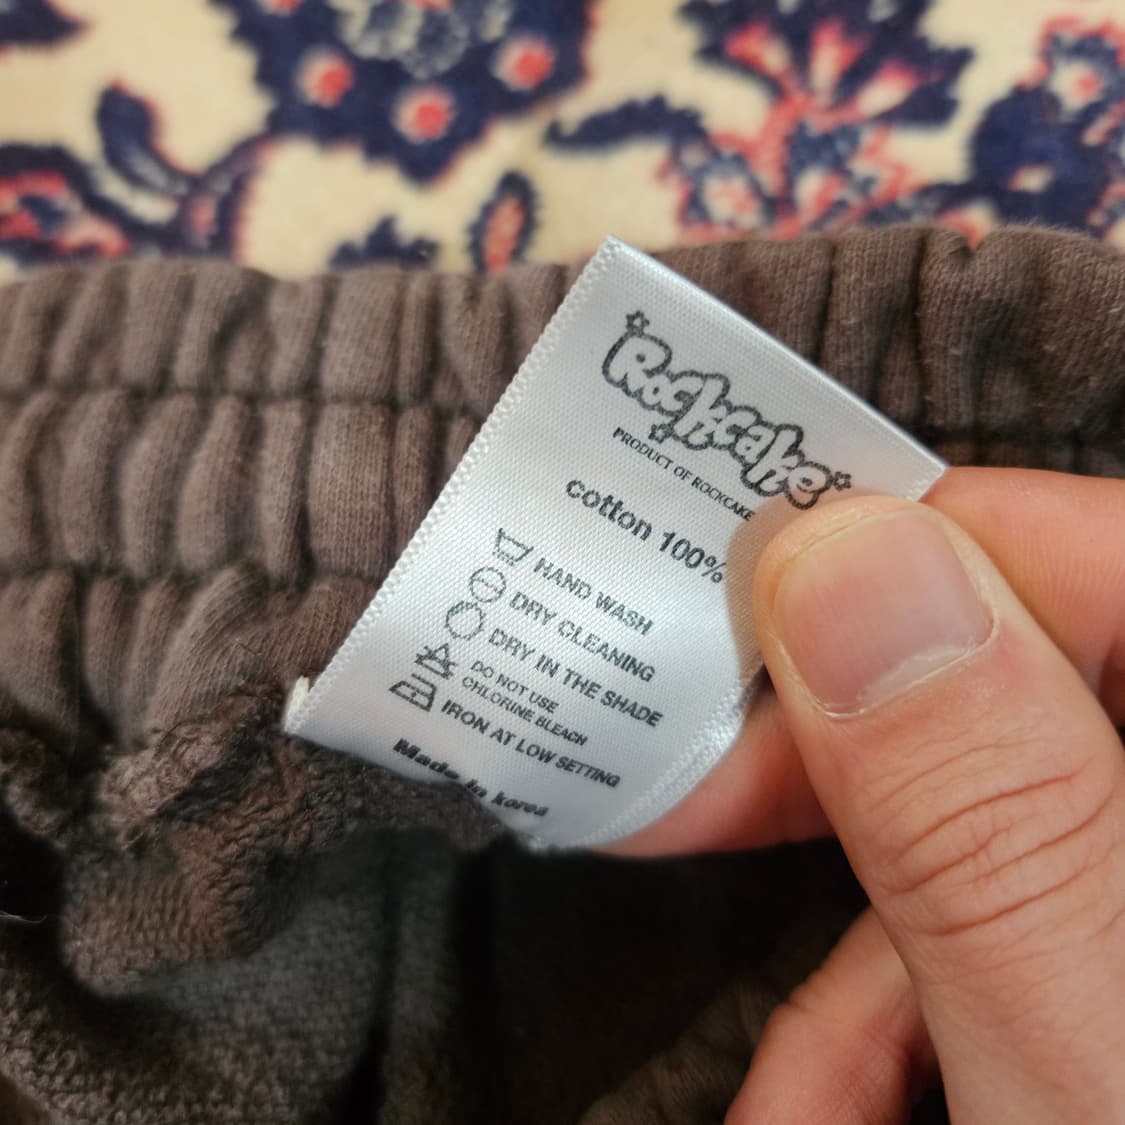 Rockcake
PRODUCT OF ROCKCAKE
cotton 100%
HAND WASH
DRY CLEANING
DRY IN THE SHADE
DO NOT USE
CHLORINE BLEACH
IRON AT LOW SETTING
Made in korea